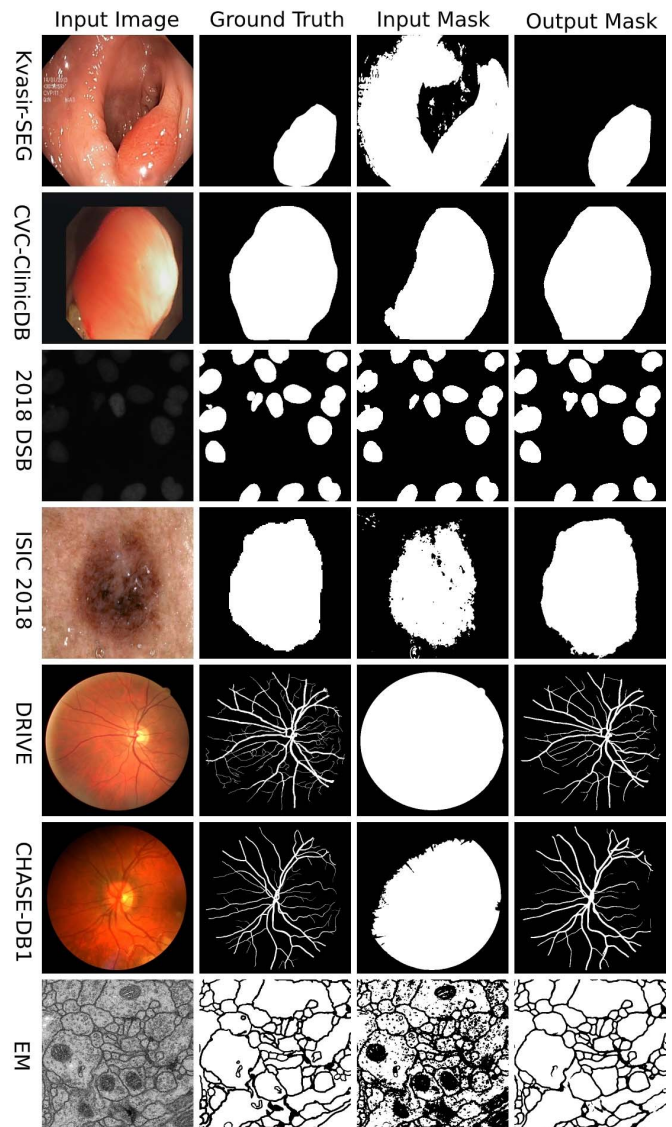 Input Image Ground Truth Input Mask Output Mask
Kvasir-SEG
CVC-ClinicDB
2018 DSB
ISIC 2018
DRIVE
CHASE-DB1
EM